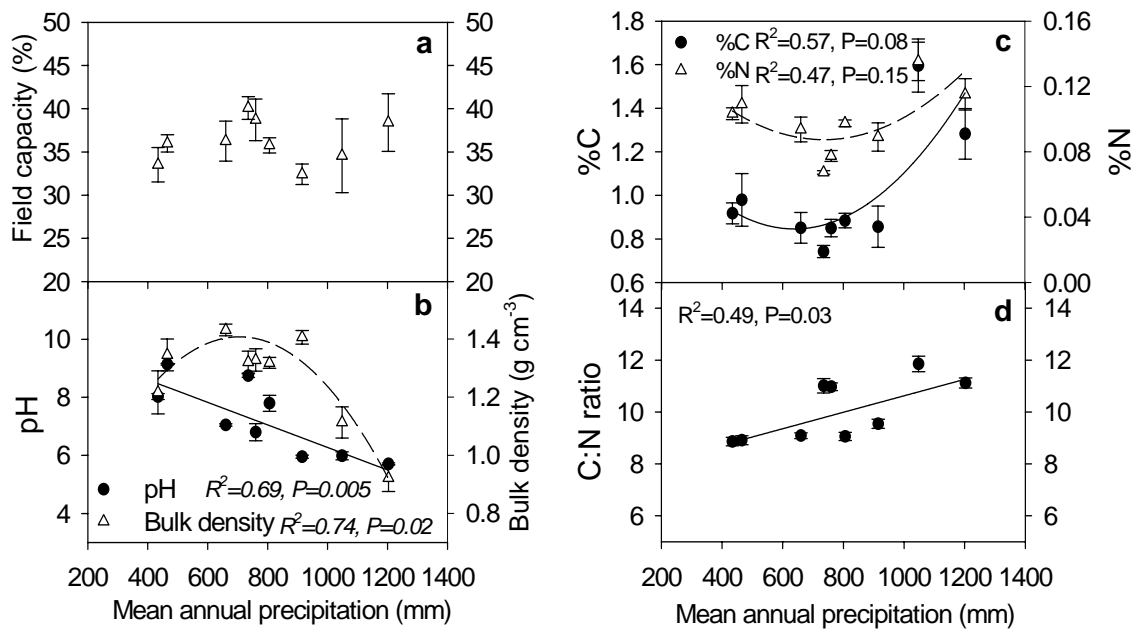 a
Field capacity (%)
50
45
40
35
30
25
20
50
45
40
35
30
25
20
b
pH
10
8
6
4
Bulk density (g cm-3)
1.4
1.2
1.0
0.8
pH R2=0.69, P=0.005
Bulk density R2=0.74, P=0.02
200 400 600 800 1000 1200 1400
Mean annual precipitation (mm)
c
%C R2=0.57, P=0.08
%N R2=0.47, P=0.15
%C
1.8
1.6
1.4
1.2
1.0
0.8
0.6
%N
0.16
0.12
0.08
0.04
0.00
d
R2=0.49, P=0.03
C:N ratio
14
12
10
8
6
14
12
10
8
6
200 400 600 800 1000 1200 1400
Mean annual precipitation (mm)